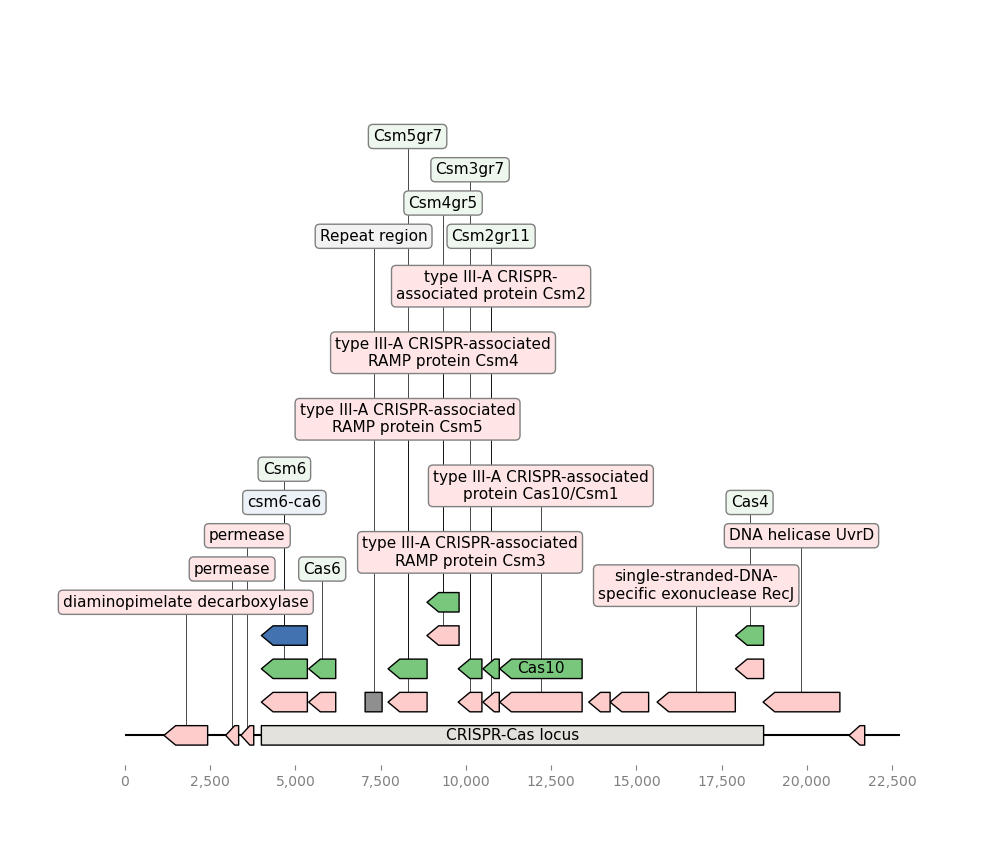 Csm5gr7
Csm3gr7
Csm4gr5
Repeat region
Csm2gr11
type III-A CRISPR-
associated protein Csm2
type III-A CRISPR-associated
RAMP protein Csm4
type III-A CRISPR-associated
RAMP protein Csm5
Csm6
type III-A CRISPR-associated
protein Cas10/Csm1
csm6-ca6
Cas4
permease
DNA helicase UvrD
type III-A CRISPR-associated
RAMP protein Csm3
permease
Cas6
single-stranded-DNA-
specific exonuclease RecJ
diaminopimelate decarboxylase
Cas10
CRISPR-Cas locus
0
2,500
5,000
7,500
10,000
12,500
15,000
17,500
20,000
22,500